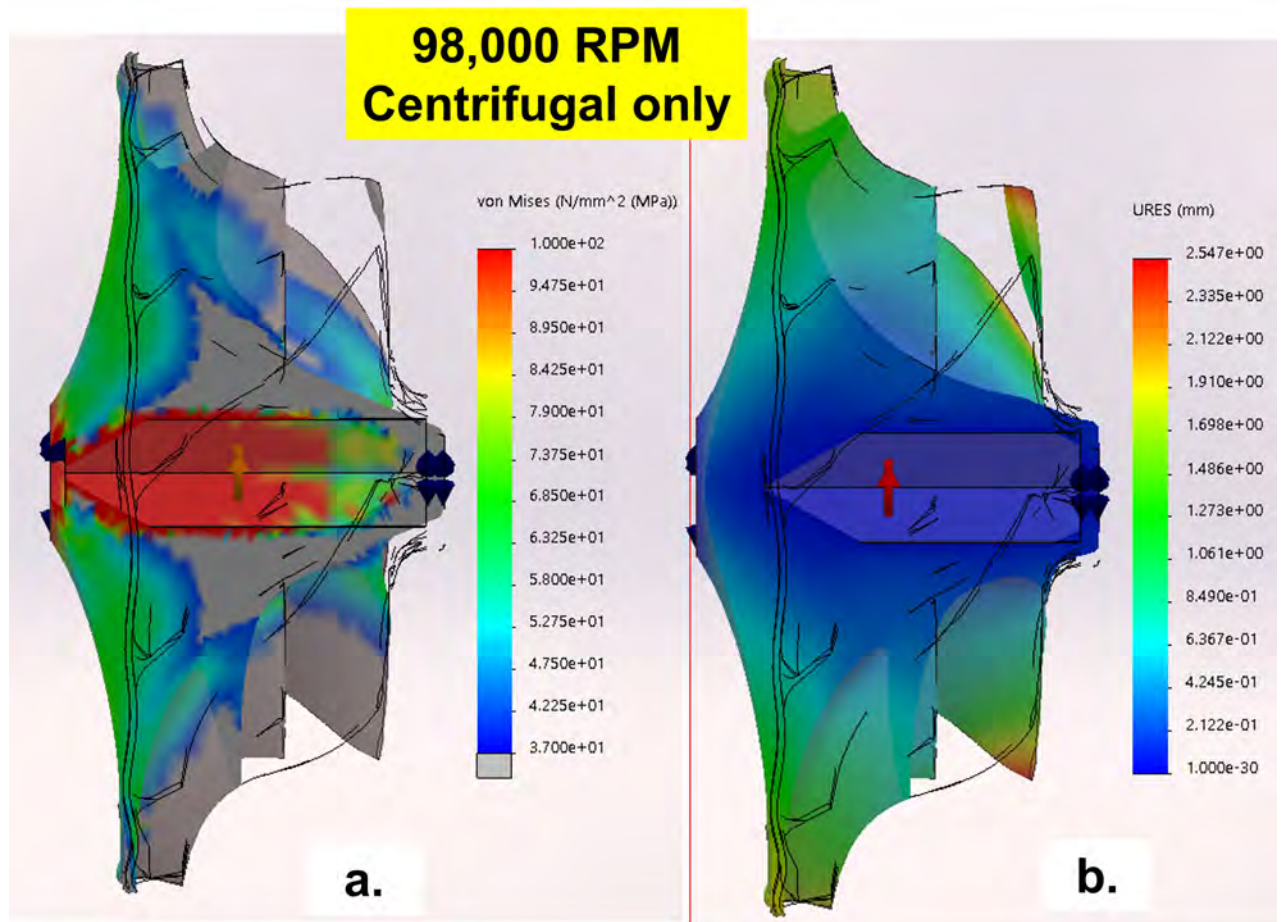 98,000 RPM
Centrifugal only
von Mises (N/mm^2 (MPa))
1.000e+02
9.475e+01
8.950e+01
8.425e+01
7.900e+01
7.375e+01
6.850e+01
6.325e+01
5.800e+01
5.275e+01
4.750e+01
4.225e+01
3.700e+01
a.
URES (mm)
2.547e+00
2.335e+00
2.122e+00
1.910e+00
1.698e+00
1.486e+00
1.273e+00
1.061e+00
8.490e-01
6.367e-01
4.245e-01
2.122e-01
1.000e-30
b.